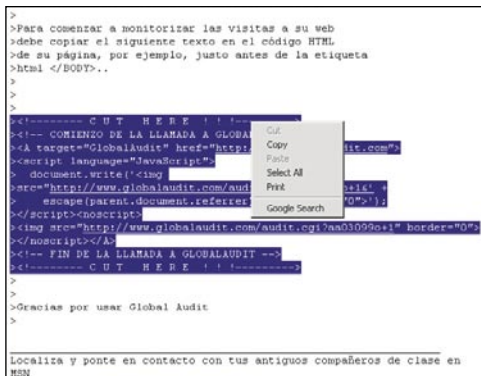 >
>Para comenzar a monitorizar las visitas a su web
>debe copiar el siguiente texto en el código HTML
>de su página, por ejemplo, justo antes de la etiqueta
>html </BODY>..
>
>
>
><!-------- C U T   H E R E   ! ! !---------->
><!-- COMIENZO DE LA LLAMADA A
><A target="GlobalAudit" href="http:
><script language="JavaScript">
> document.write('<img
>src="http://www.globalaudit.com/
> escape(parent.document.
></script><noscript>
><img src="http://www.globalaudit.com/audit.cgi?aa03099o+1" border="0">
></noscript></A>
><!-- FIN DE LA LLAMADA A GLOBALAUDIT -->
><!-------- C U T   H E R E   ! ! !---------->
>
>
>Gracias por usar Global Audit
>
Localiza y ponte en contacto con tus antiguos compañeros de clase en
MSN
Cut
Copy
Paste
Select All
Print
Google Search